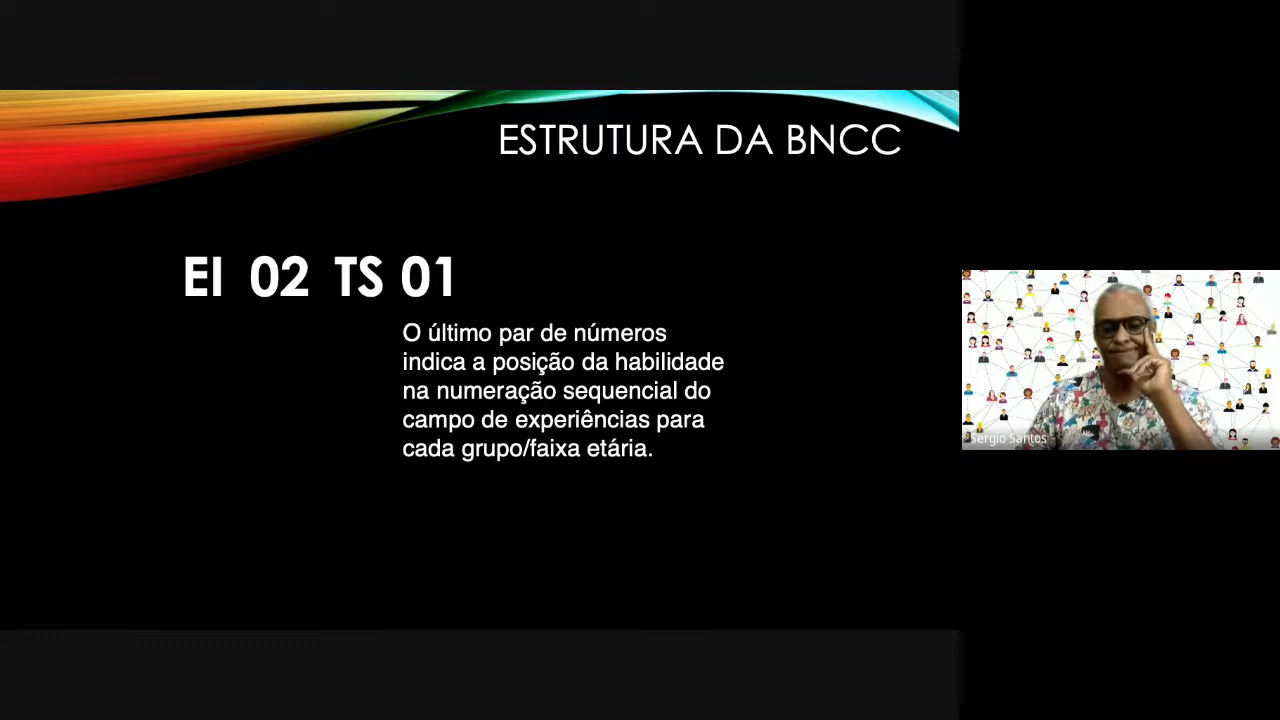 ESTRUTURA DA BNCC
EI 02 TS 01
O último par de números
indica a posição da habilidade
na numeração sequencial do
campo de experiências para
cada grupo/faixa etária.
Sergio Santos